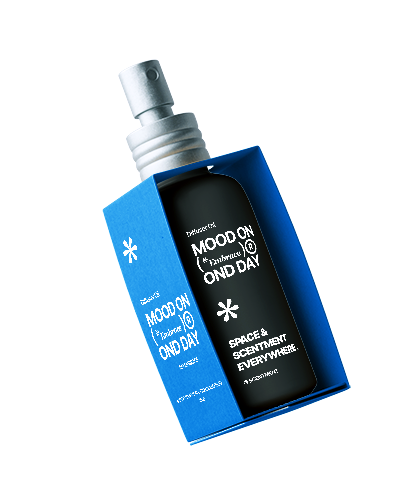 MOOD ON
("Embrace)®
OND DAY
*
SPACE &
SCENTMENT
EVERYWHERE.
*
MOOD ON
("Embrace)®
OND DAY